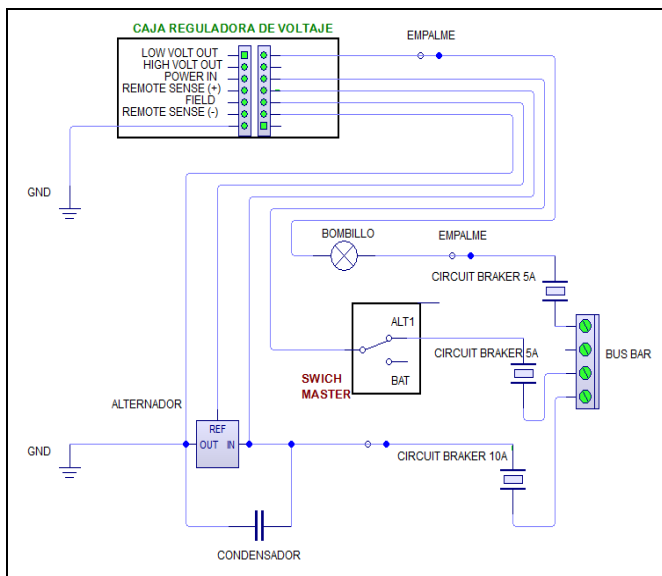 CAJA REGULADORA DE VOLTAJE
LOW VOLT OUT
HIGH VOLT OUT
POWER IN
REMOTE SENSE (+)
FIELD
REMOTE SENSE (-)
EMPALME
GND
BOMBILLO
EMPALME
CIRCUIT BRAKER 5A
ALT1
BAT
CIRCUIT BRAKER 5A
BUS BAR
SWICH
MASTER
ALTERNADOR
REF
OUT IN
GND
CIRCUIT BRAKER 10A
CONDENSADOR